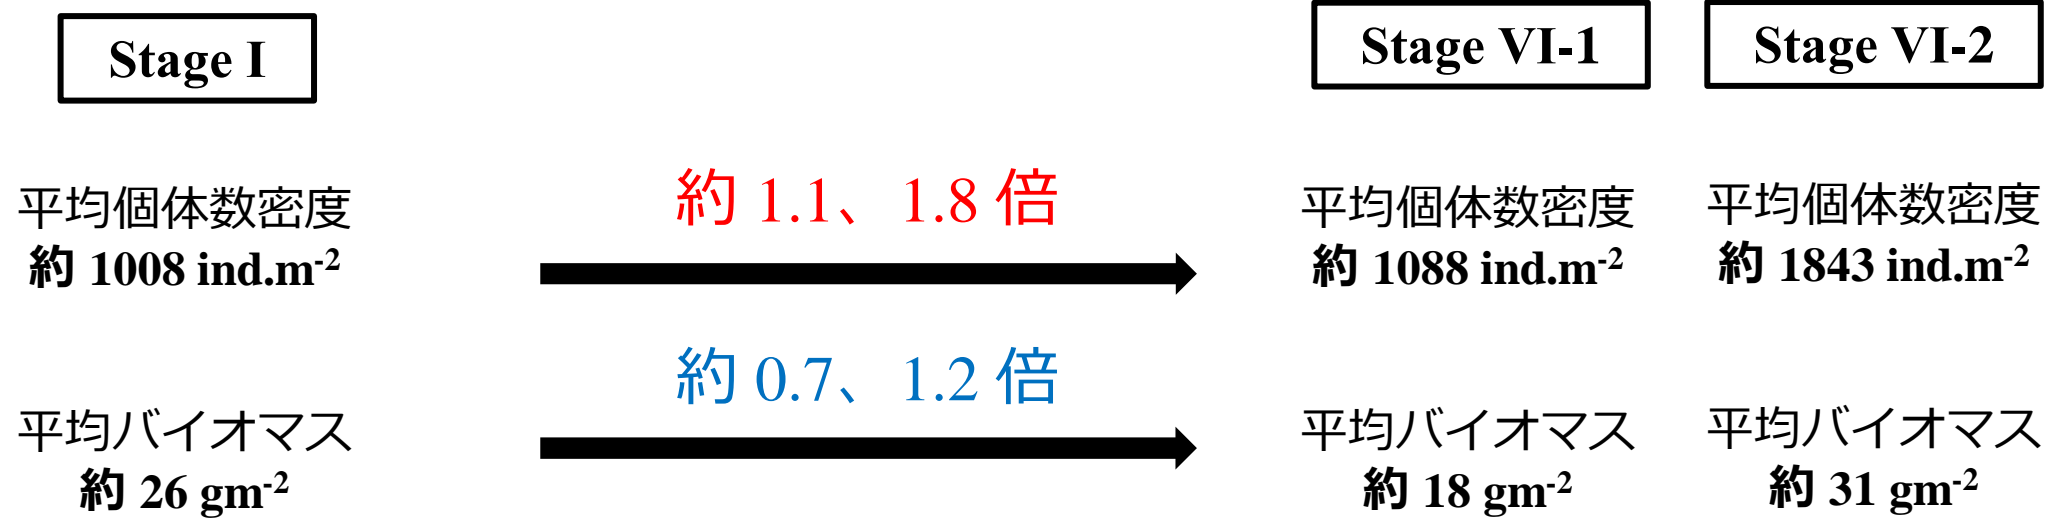 Stage I
Stage VI-1
Stage VI-2
平均個体数密度
約 1008 ind.m-2
約 1.1、1.8 倍
平均個体数密度
約 1088 ind.m-2
平均個体数密度
約 1843 ind.m-2
平均バイオマス
約 26 gm-2
約 0.7、1.2 倍
平均バイオマス
約 18 gm-2
平均バイオマス
約 31 gm-2